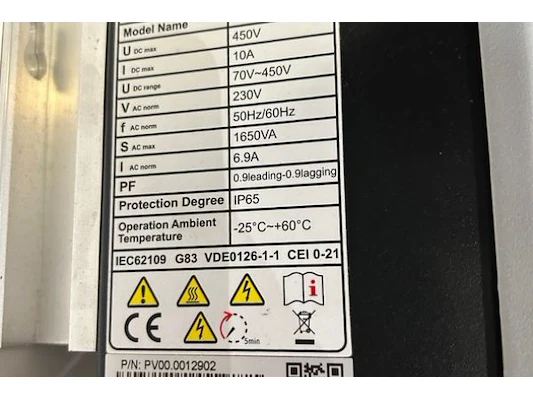 Model Name
U DC max 450V
I DC max 10A
U DC range 70V~450V
V AC norm 230V
f AC norm 50Hz/60Hz
S AC max 1650VA
I AC norm 6.9A
PF 0.9leading-0.9lagging
Protection Degree IP65
Operation Ambient
Temperature -25°C~+60°C
IEC62109 G83 VDE0126-1-1 CEI 0-21
i
CE 5min
P/N: PV00.0012902